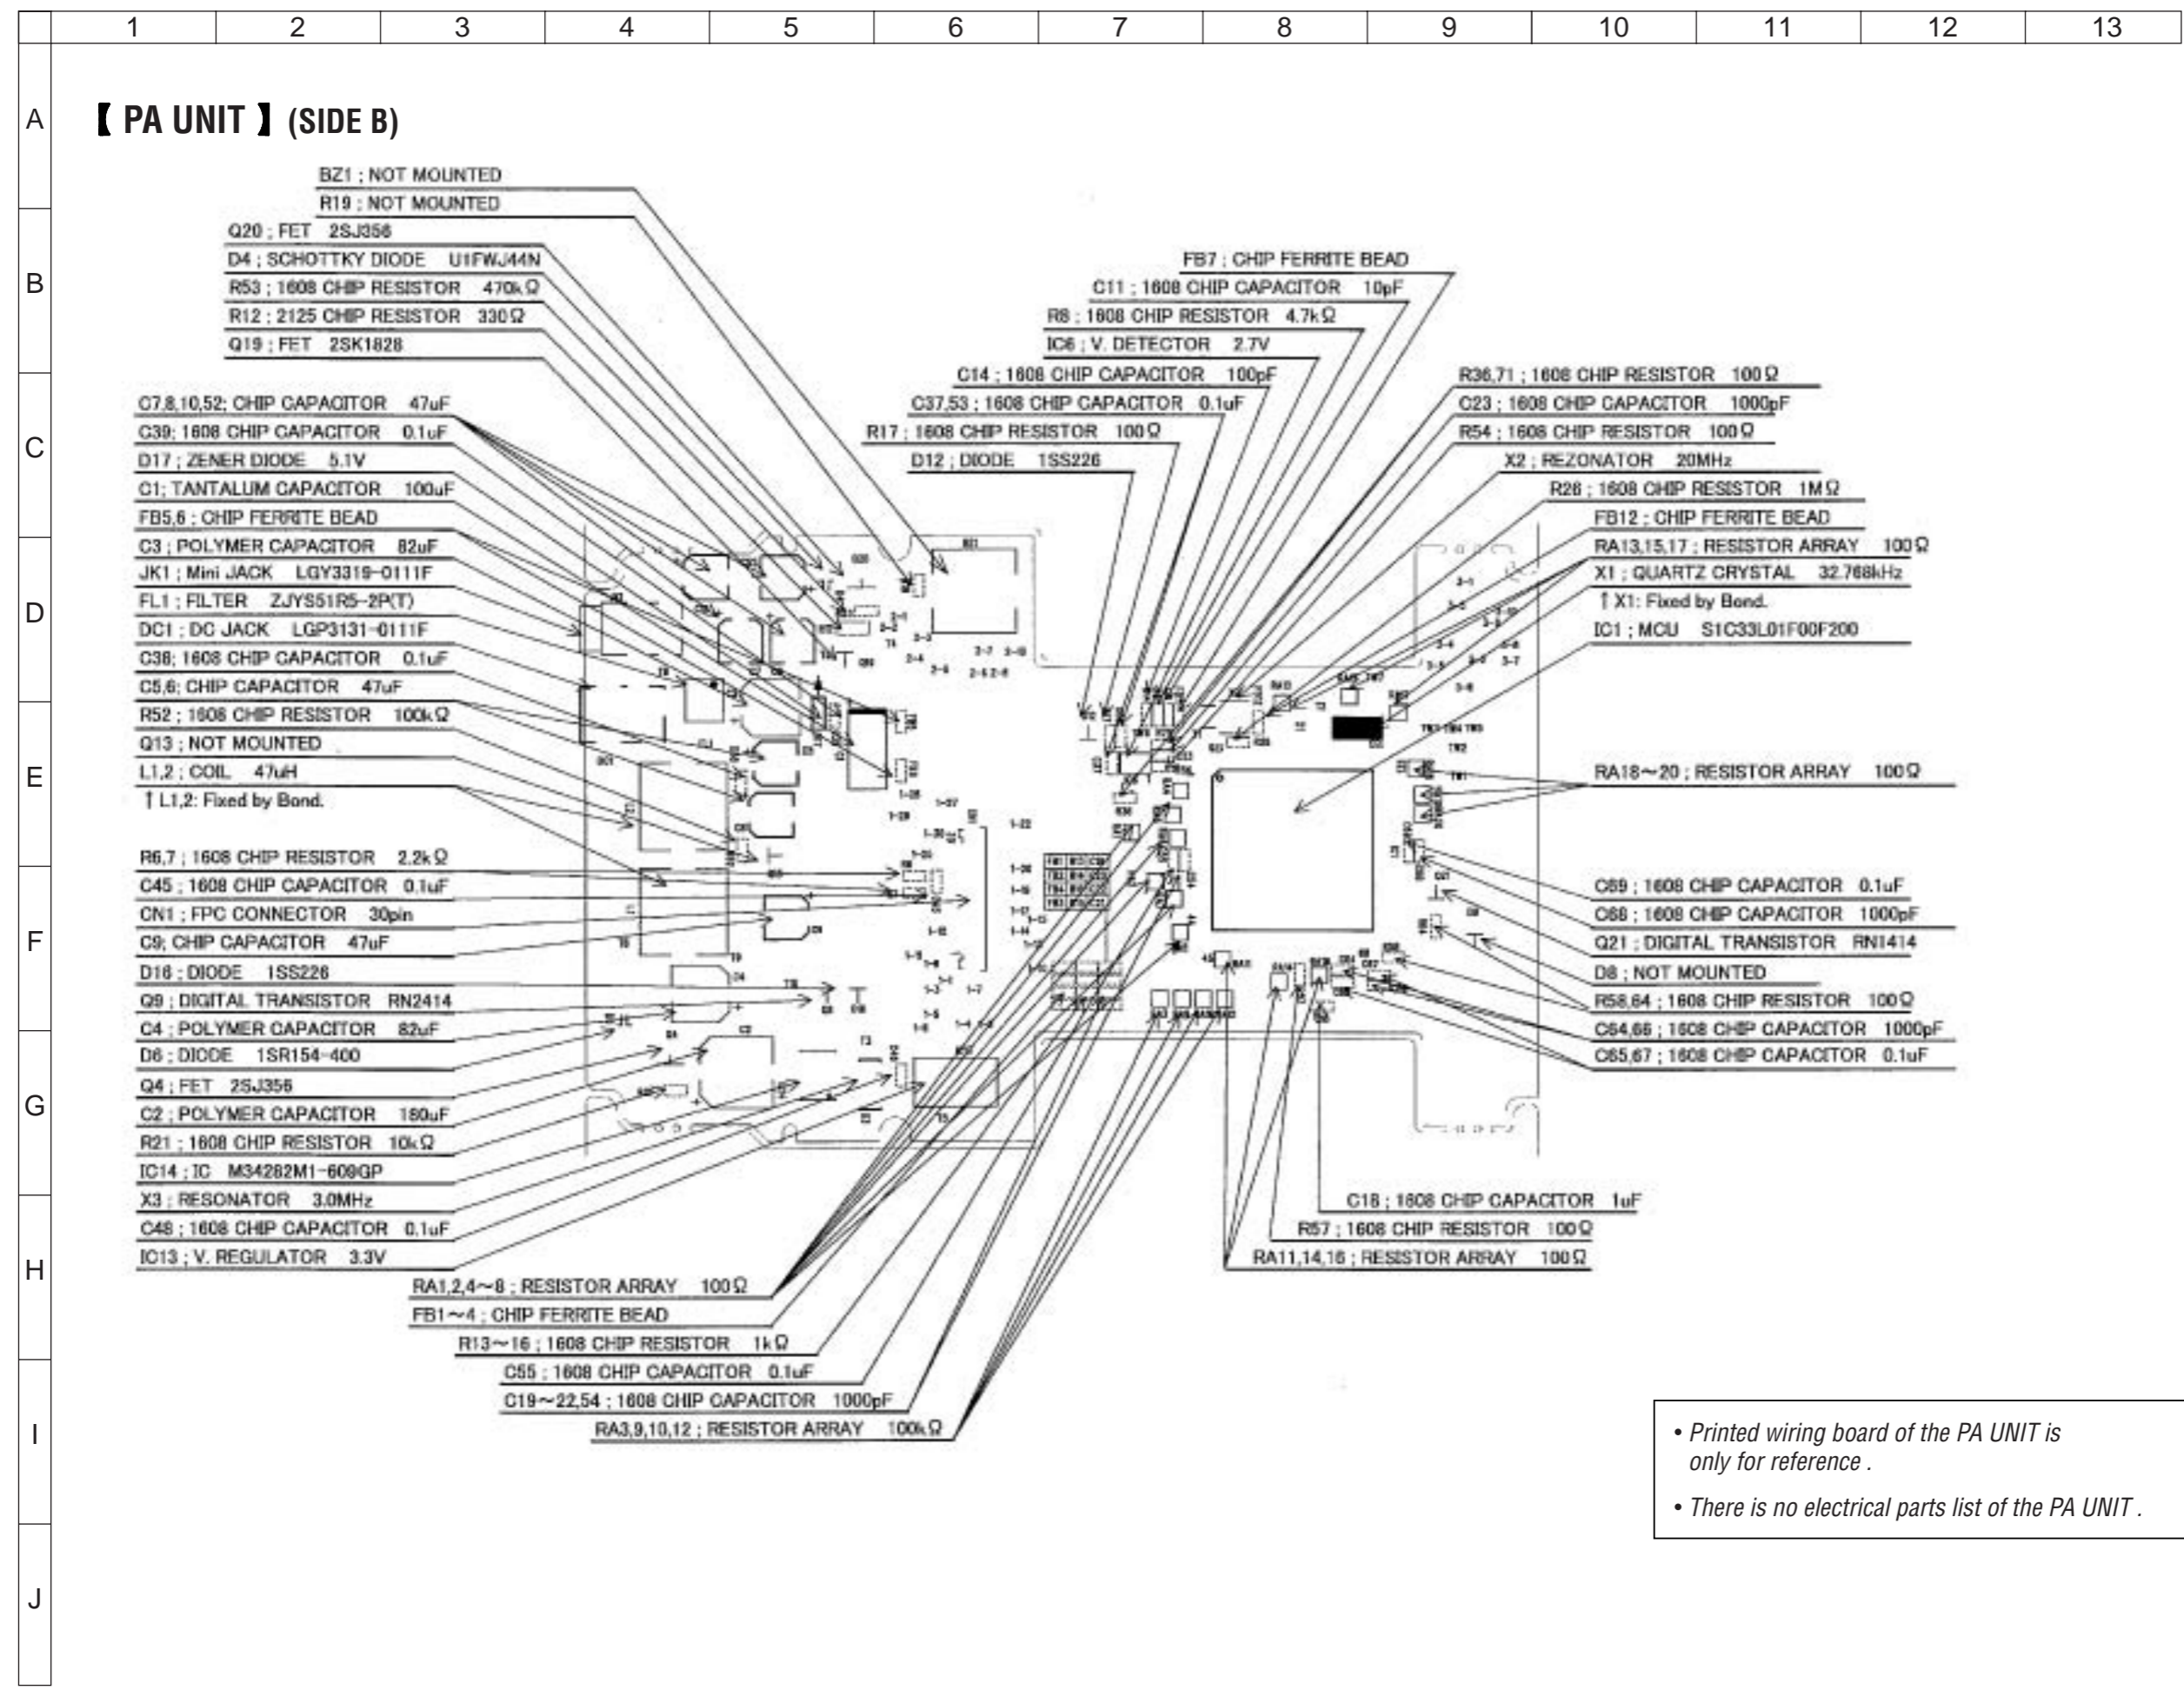 1 2 3 4 5 6 7 8 9 10 11 12 13
A
B
C
D
E
F
G
H
I
J
【 PA UNIT 】 (SIDE B)
BZ1 ; NOT MOUNTED
R19 ; NOT MOUNTED
Q20 ; FET 2SJ356
D4 ; SCHOTTKY DIODE U1FWJ44N
R53 ; 1608 CHIP RESISTOR 470kΩ
R12 ; 2125 CHIP RESISTOR 330Ω
Q19 ; FET 2SK1828
C7,8,10,52; CHIP CAPACITOR 47uF
C39; 1608 CHIP CAPACITOR 0.1uF
D17 ; ZENER DIODE 5.1V
C1; TANTALUM CAPACITOR 100uF
FB5,6 ; CHIP FERRITE BEAD
C3 ; POLYMER CAPACITOR 82uF
JK1 ; Mini JACK LGY3319-0111F
FL1 ; FILTER ZJYS51R5-2P(T)
DC1 ; DC JACK LGP3131-0111F
C38; 1608 CHIP CAPACITOR 0.1uF
C5,6; CHIP CAPACITOR 47uF
R52 ; 1608 CHIP RESISTOR 100kΩ
Q13 ; NOT MOUNTED
L1,2 ; COIL 47uH
↑ L1,2: Fixed by Bond.
R6,7 ; 1608 CHIP RESISTOR 2.2kΩ
C45 ; 1608 CHIP CAPACITOR 0.1uF
CN1 ; FPC CONNECTOR 30pin
C9; CHIP CAPACITOR 47uF
D16 ; DIODE 1SS226
Q9 ; DIGITAL TRANSISTOR RN2414
C4 ; POLYMER CAPACITOR 82uF
D6 ; DIODE 1SR154-400
Q4 ; FET 2SJ356
C2 ; POLYMER CAPACITOR 180uF
R21 ; 1608 CHIP RESISTOR 10kΩ
IC14 ; IC M34282M1-609GP
X3 ; RESONATOR 3.0MHz
C48 ; 1608 CHIP CAPACITOR 0.1uF
IC13 ; V. REGULATOR 3.3V
RA1,2,4～8 ; RESISTOR ARRAY 100Ω
FB1～4 ; CHIP FERRITE BEAD
R13～16 ; 1608 CHIP RESISTOR 1kΩ
C55 ; 1608 CHIP CAPACITOR 0.1uF
C19～22,54 ; 1608 CHIP CAPACITOR 1000pF
RA3,9,10,12 ; RESISTOR ARRAY 100kΩ
FB7 ; CHIP FERRITE BEAD
C11 ; 1608 CHIP CAPACITOR 10pF
R8 ; 1608 CHIP RESISTOR 4.7kΩ
IC6 ; V. DETECTOR 2.7V
C14 ; 1608 CHIP CAPACITOR 100pF
C37,53 ; 1608 CHIP CAPACITOR 0.1uF
R17 ; 1608 CHIP RESISTOR 100Ω
D12 ; DIODE 1SS226
R36,71 ; 1608 CHIP RESISTOR 100Ω
C23 ; 1608 CHIP CAPACITOR 1000pF
R54 ; 1608 CHIP RESISTOR 100Ω
X2 ; REZONATOR 20MHz
R26 ; 1608 CHIP RESISTOR 1MΩ
FB12 ; CHIP FERRITE BEAD
RA13,15,17 ; RESISTOR ARRAY 100Ω
X1 ; QUARTZ CRYSTAL 32.768kHz
↑ X1: Fixed by Bond.
IC1 ; MCU S1C33L01F00F200
RA18～20 ; RESISTOR ARRAY 100Ω
C69 ; 1608 CHIP CAPACITOR 0.1uF
C68 ; 1608 CHIP CAPACITOR 1000pF
Q21 ; DIGITAL TRANSISTOR RN1414
D8 ; NOT MOUNTED
R58,64 ; 1608 CHIP RESISTOR 100Ω
C64,66 ; 1608 CHIP CAPACITOR 1000pF
C65,67 ; 1608 CHIP CAPACITOR 0.1uF
C18 ; 1608 CHIP CAPACITOR 1uF
R57 ; 1608 CHIP RESISTOR 100Ω
RA11,14,16 ; RESISTOR ARRAY 100Ω
• Printed wiring board of the PA UNIT is
only for reference .
• There is no electrical parts list of the PA UNIT .